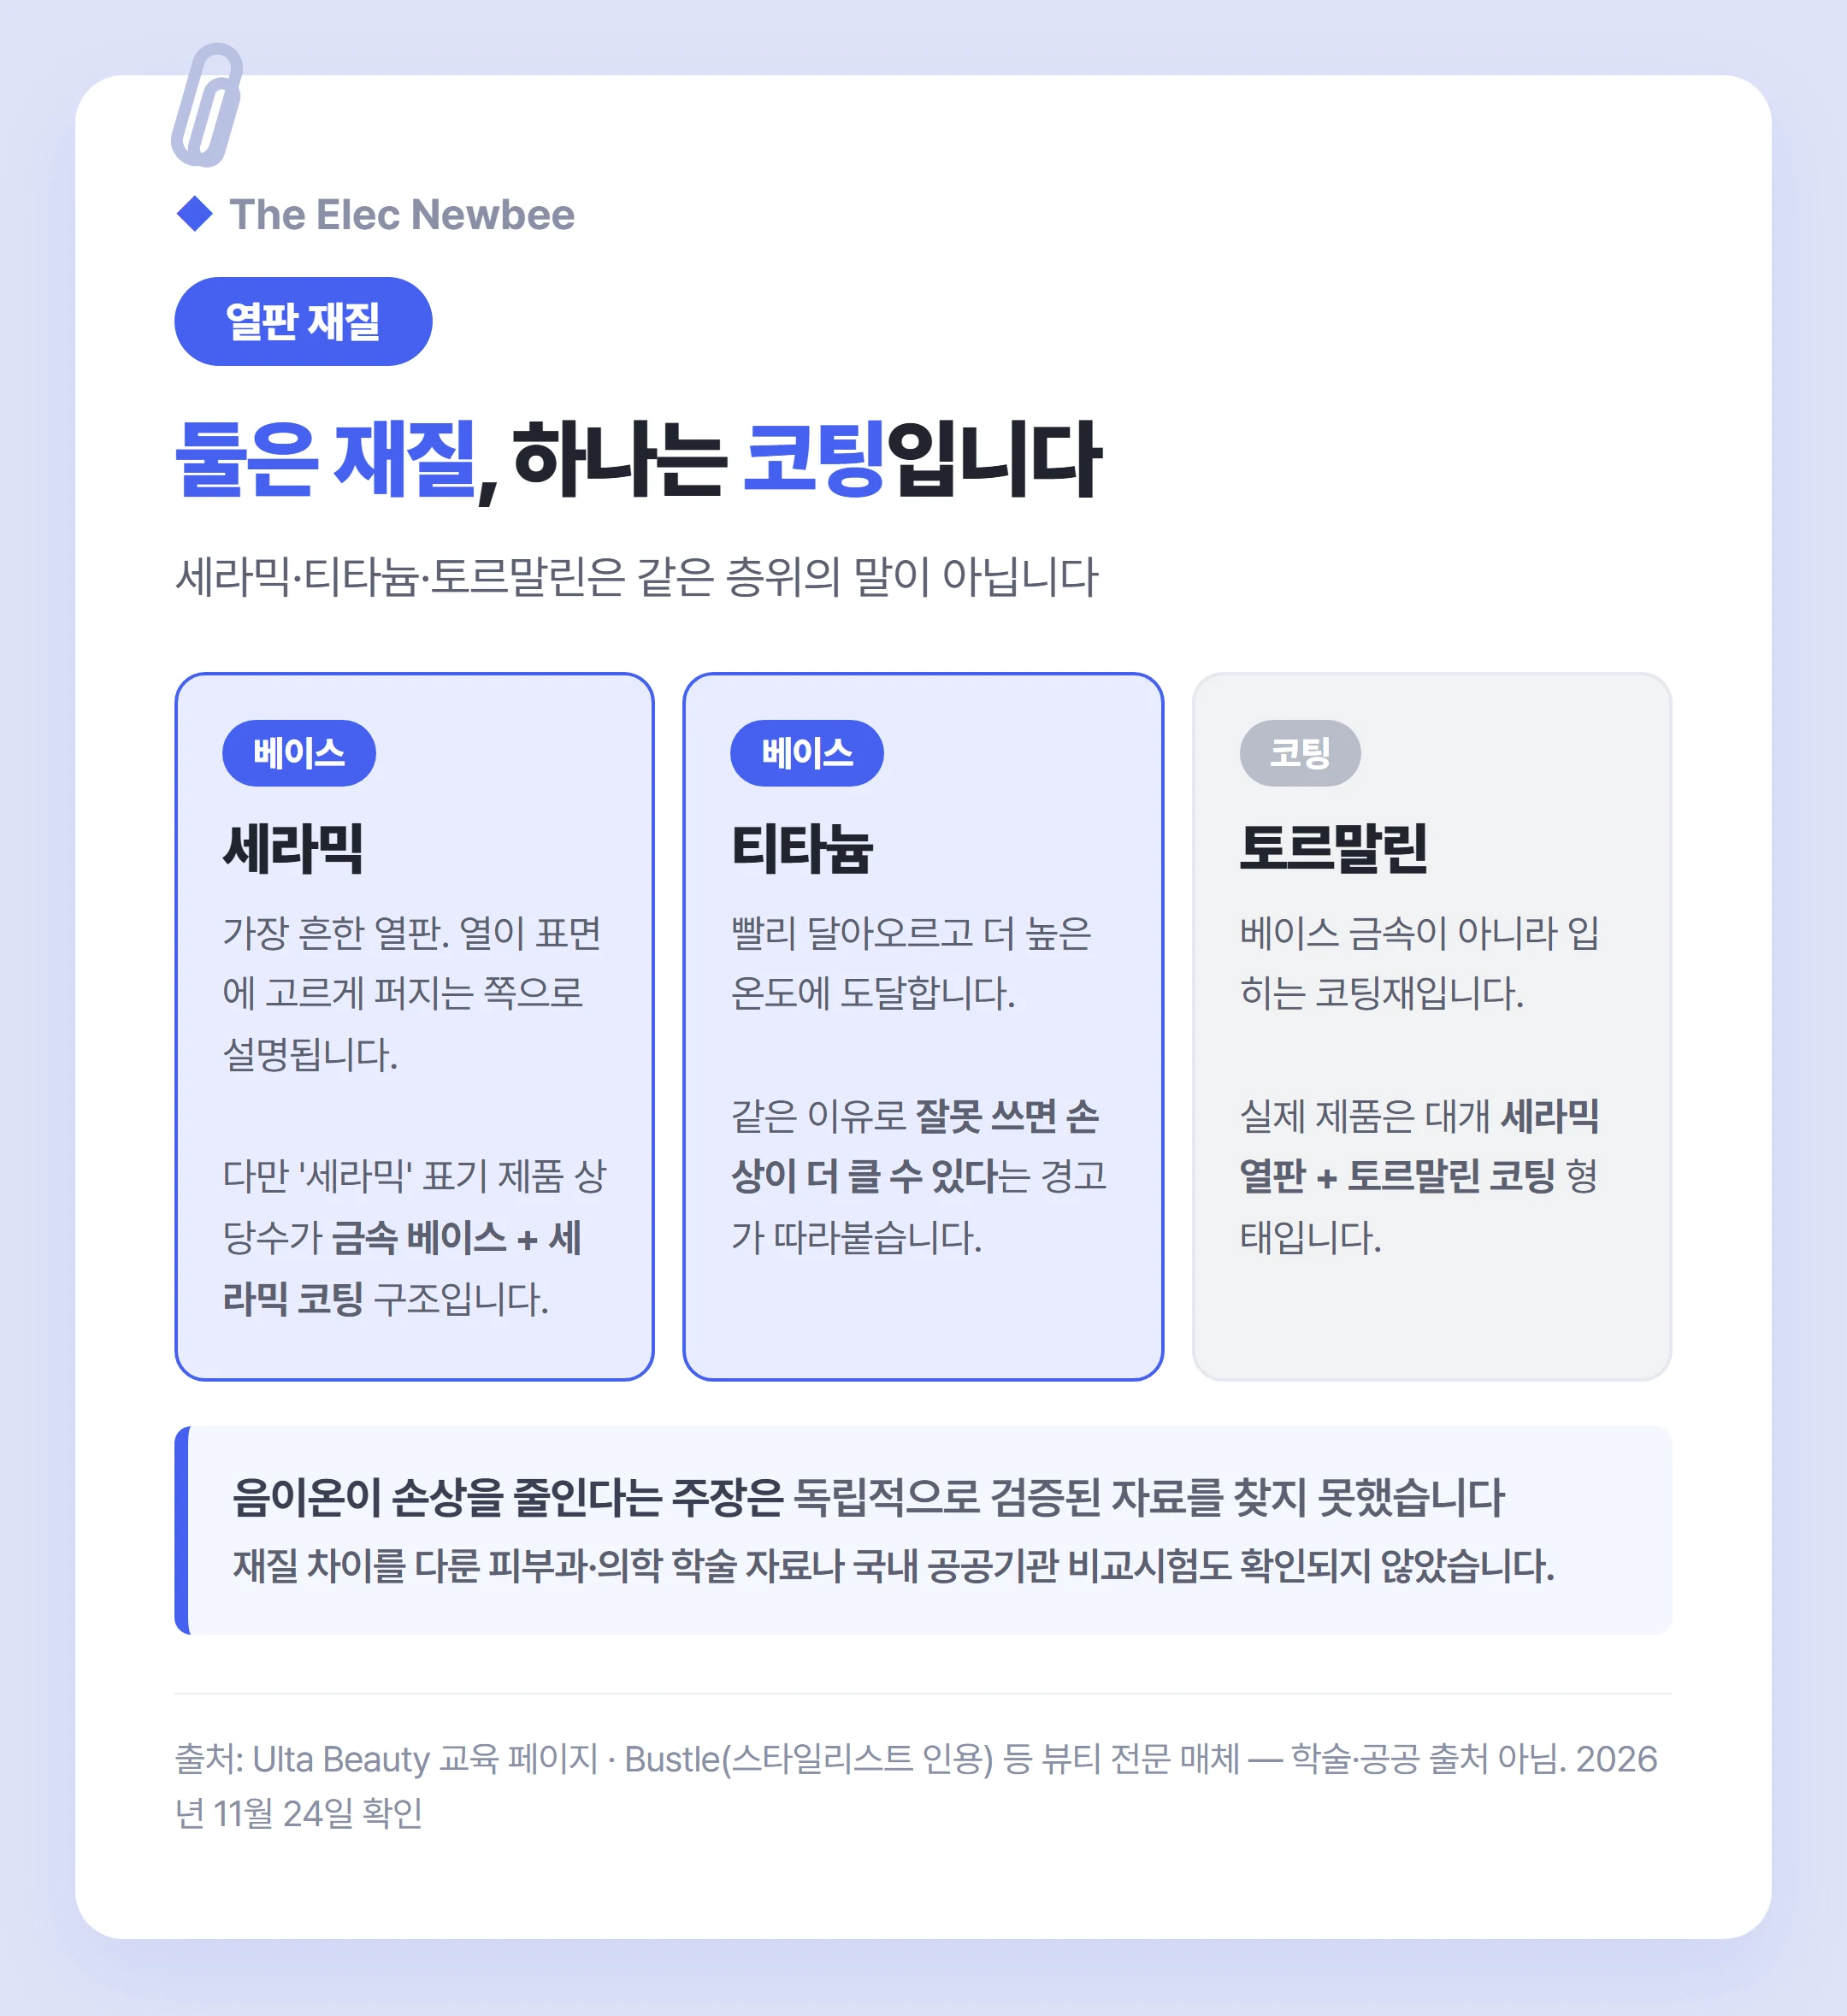 The Elec Newbee
열판 재질
둘은 재질, 하나는 코팅입니다
세라믹·티타늄·토르말린은 같은 층위의 말이 아닙니다
베이스
세라믹
가장 흔한 열판. 열이 표면
에 고르게 퍼지는 쪽으로
설명됩니다.
다만 '세라믹' 표기 제품 상
당수가 금속 베이스 + 세
라믹 코팅 구조입니다.
베이스
티타늄
빨리 달아오르고 더 높은
온도에 도달합니다.
같은 이유로 잘못 쓰면 손
상이 더 클 수 있다는 경고
가 따라붙습니다.
코팅
토르말린
베이스 금속이 아니라 입
히는 코팅재입니다.
실제 제품은 대개 세라믹
열판 + 토르말린 코팅 형
태입니다.
음이온이 손상을 줄인다는 주장은 독립적으로 검증된 자료를 찾지 못했습니다
재질 차이를 다룬 피부과·의학 학술 자료나 국내 공공기관 비교시험도 확인되지 않았습니다.
출처: Ulta Beauty 교육 페이지 · Bustle(스타일리스트 인용) 등 뷰티 전문 매체 — 학술·공공 출처 아님. 2026
년 11월 24일 확인